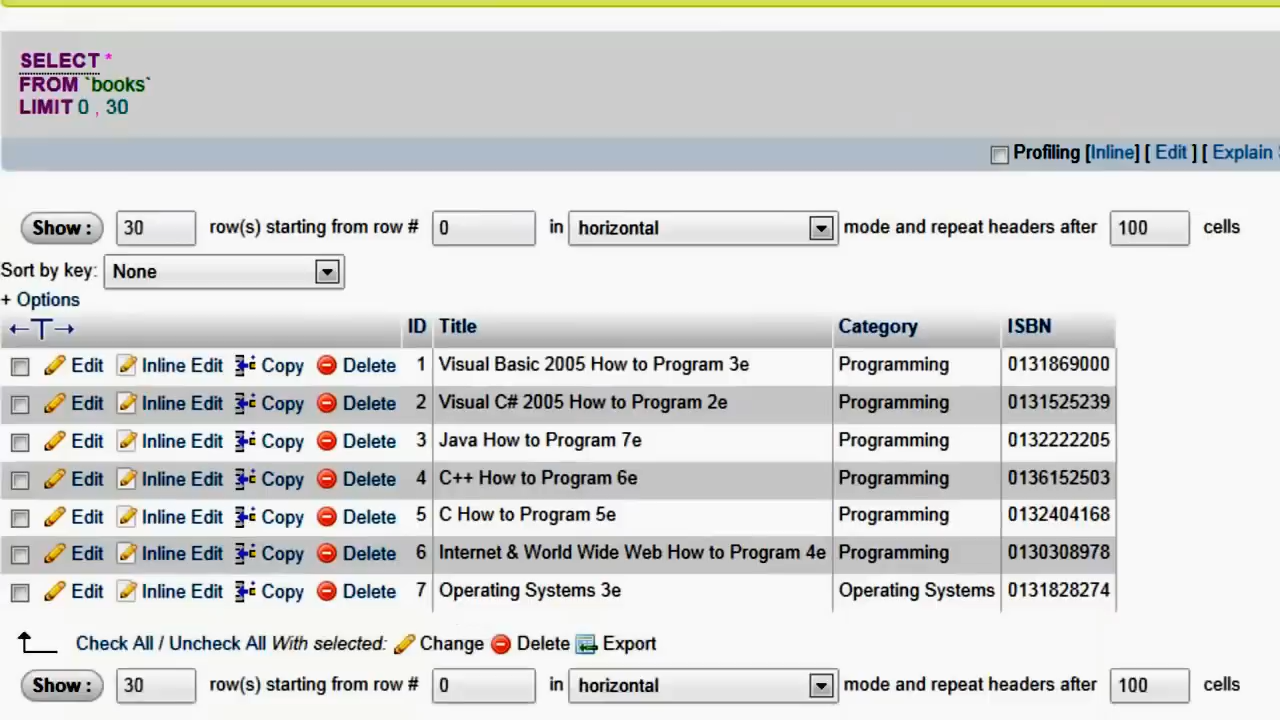 SELECT *
FROM `books`
LIMIT 0 , 30
Profiling [Inline] [ Edit ] [ Explain
Show : 30 row(s) starting from row # 0 in horizontal mode and repeat headers after 100 cells
Sort by key: None
+ Options
←T→ ID Title Category ISBN
Edit Inline Edit Copy Delete 1 Visual Basic 2005 How to Program 3e Programming 0131869000
Edit Inline Edit Copy Delete 2 Visual C# 2005 How to Program 2e Programming 0131525239
Edit Inline Edit Copy Delete 3 Java How to Program 7e Programming 0132222205
Edit Inline Edit Copy Delete 4 C++ How to Program 6e Programming 0136152503
Edit Inline Edit Copy Delete 5 C How to Program 5e Programming 0132404168
Edit Inline Edit Copy Delete 6 Internet & World Wide Web How to Program 4e Programming 0130308978
Edit Inline Edit Copy Delete 7 Operating Systems 3e Operating Systems 0131828274
Check All / Uncheck All With selected: Change Delete Export
Show : 30 row(s) starting from row # 0 in horizontal mode and repeat headers after 100 cells